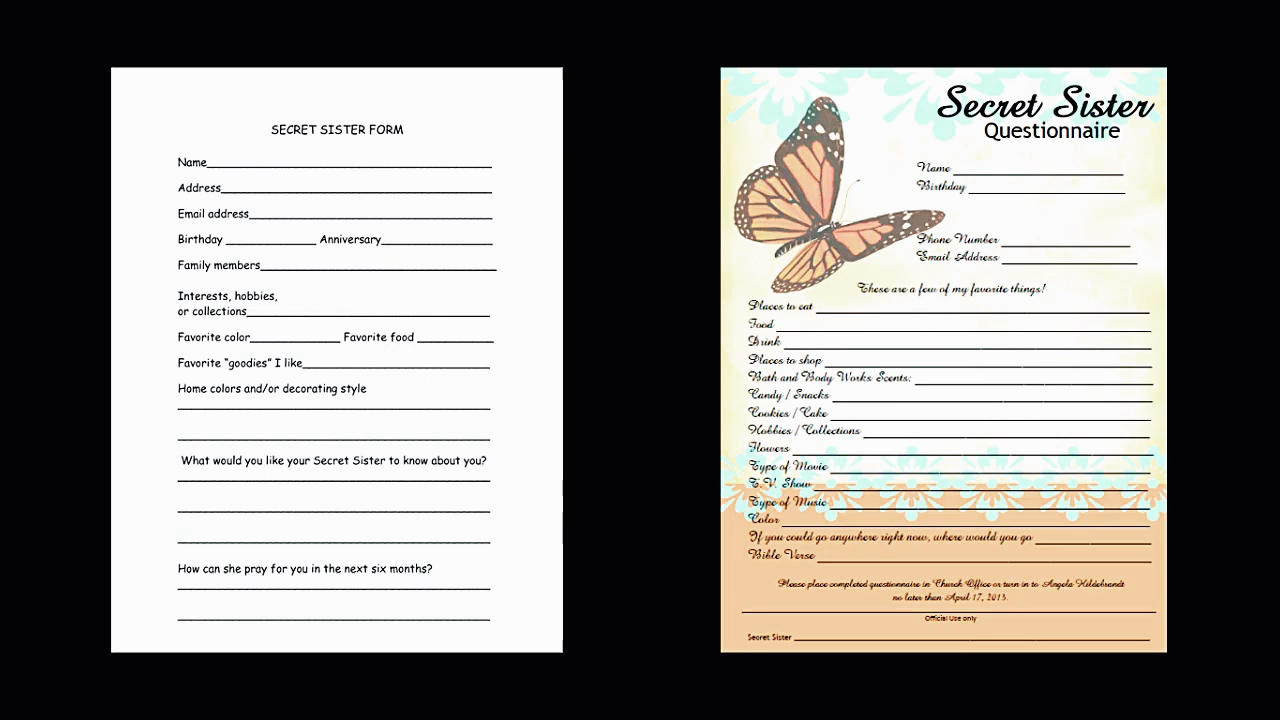 SECRET SISTER FORM
Name
Address
Email address
Birthday Anniversary
Family members
Interests, hobbies,
or collections
Favorite color Favorite food
Favorite “goodies” I like
Home colors and/or decorating style
What would you like your Secret Sister to know about you?
How can she pray for you in the next six months?
Secret Sister
Questionnaire
Name
Birthday
Phone Number
Email Address
These are a few of my favorite things!
Places to eat
Food
Drink
Places to shop
Bath and Body Works Scents:
Candy / Snacks
Cookies / Cake
Hobbies / Collections
Flowers
Type of Movie
T.V. Show
Type of Music
Color
If you could go anywhere right now, where would you go
Bible Verse
Please place completed questionnaire in Church Office or turn in to Angela Hildebrandt
no later then April 17, 2013.
Official Use only
Secret Sister